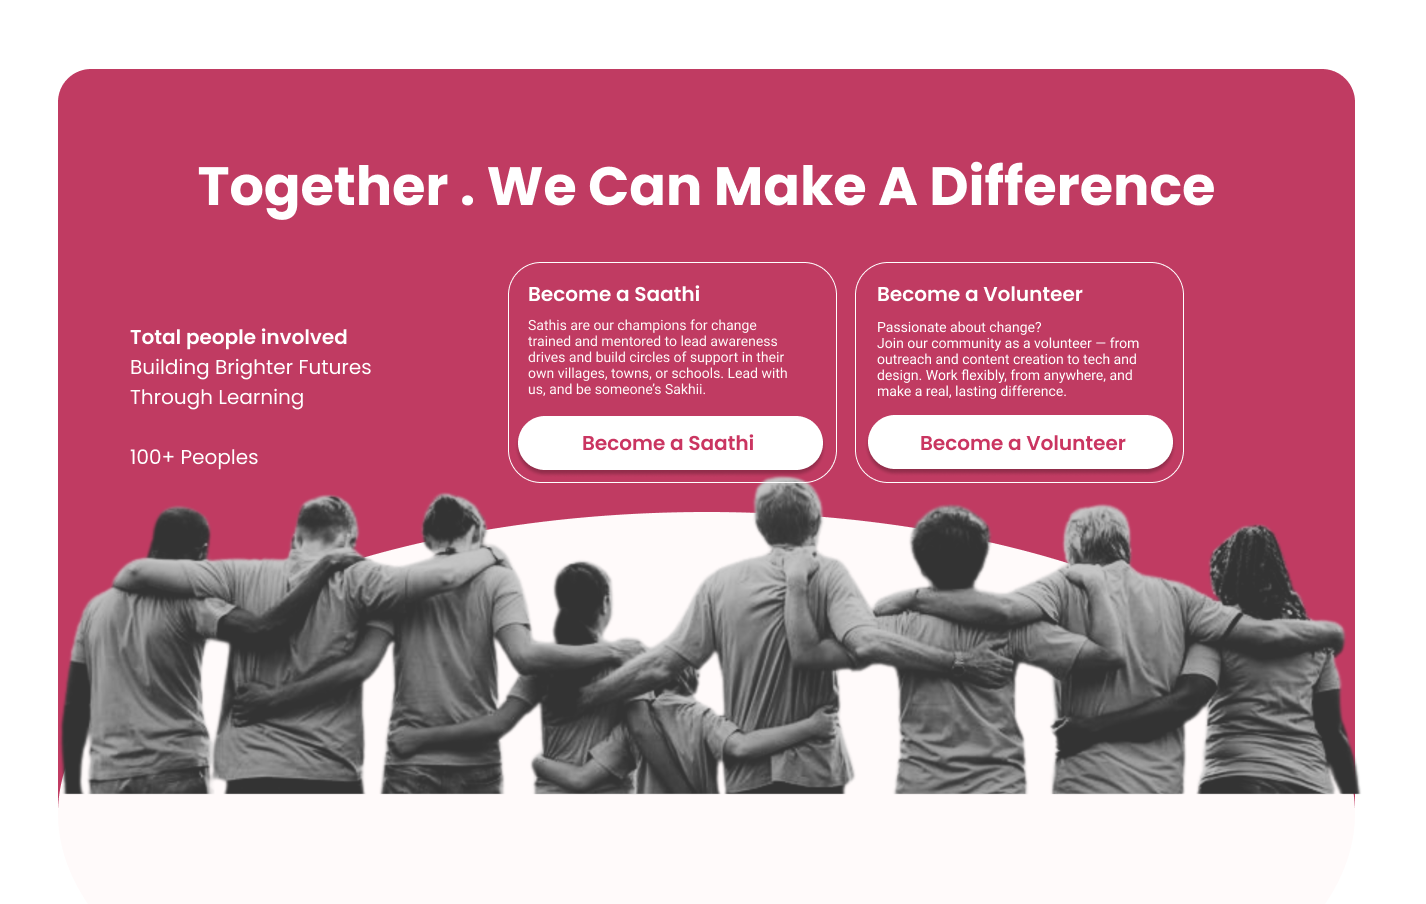 Together . We Can Make A Difference
Total people involved
Building Brighter Futures
Through Learning
100+ Peoples
Become a Saathi
Sathis are our champions for change
trained and mentored to lead awareness
drives and build circles of support in their
own villages, towns, or schools. Lead with
us, and be someone's Sakhii.
Become a Saathi
Become a Volunteer
Passionate about change?
Join our community as a volunteer — from
outreach and content creation to tech and
design. Work flexibly, from anywhere, and
make a real, lasting difference.
Become a Volunteer